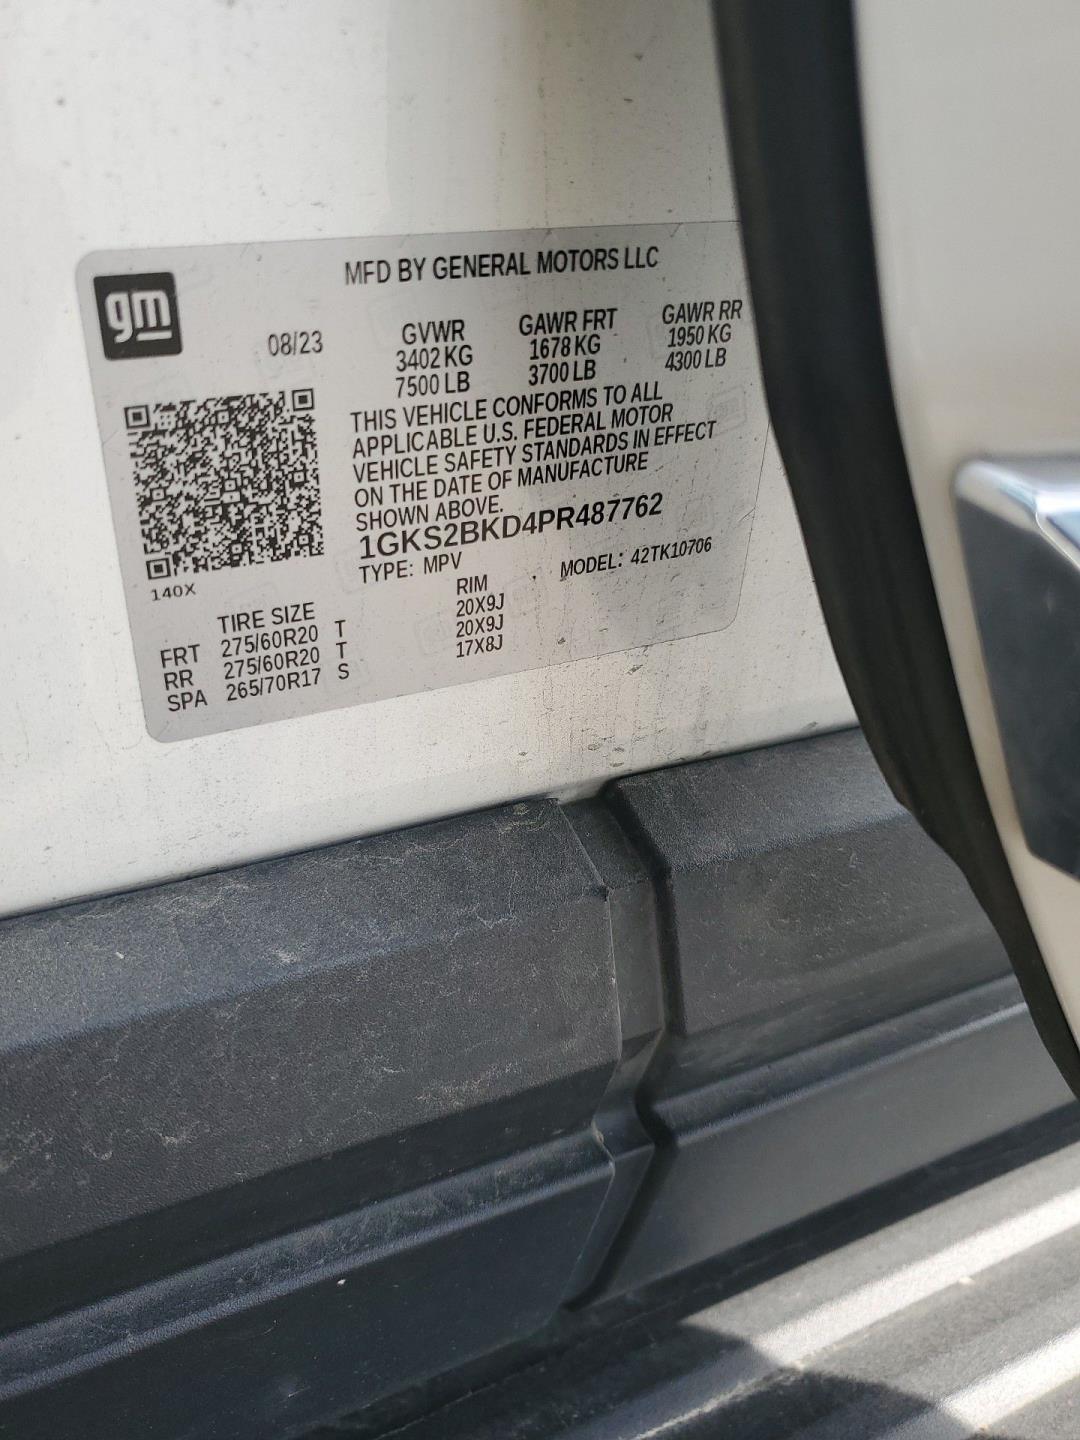 gm
MFD BY GENERAL MOTORS LLC
08/23
GVWR GAWR FRT GAWR RR
3402 KG 1678 KG 1950 KG
7500 LB 3700 LB 4300 LB
THIS VEHICLE CONFORMS TO ALL
APPLICABLE U.S. FEDERAL MOTOR
VEHICLE SAFETY STANDARDS IN EFFECT
ON THE DATE OF MANUFACTURE
SHOWN ABOVE.
1GKS2BKD4PR487762
TYPE: MPV MODEL: 42TK10706
140X
TIRE SIZE RIM
FRT 275/60R20 T 20X9J
RR 275/60R20 T 20X9J
SPA 265/70R17 S 17X8J